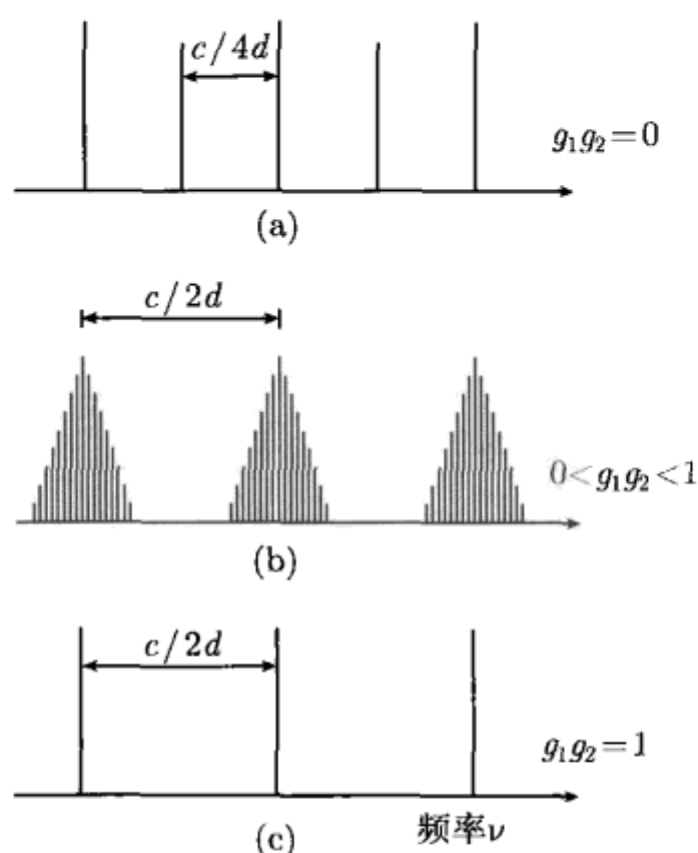 c/4d
g₁g₂=0
(a)
c/2d
0<g₁g₂<1
(b)
c/2d
g₁g₂=1
频率ν
(c)